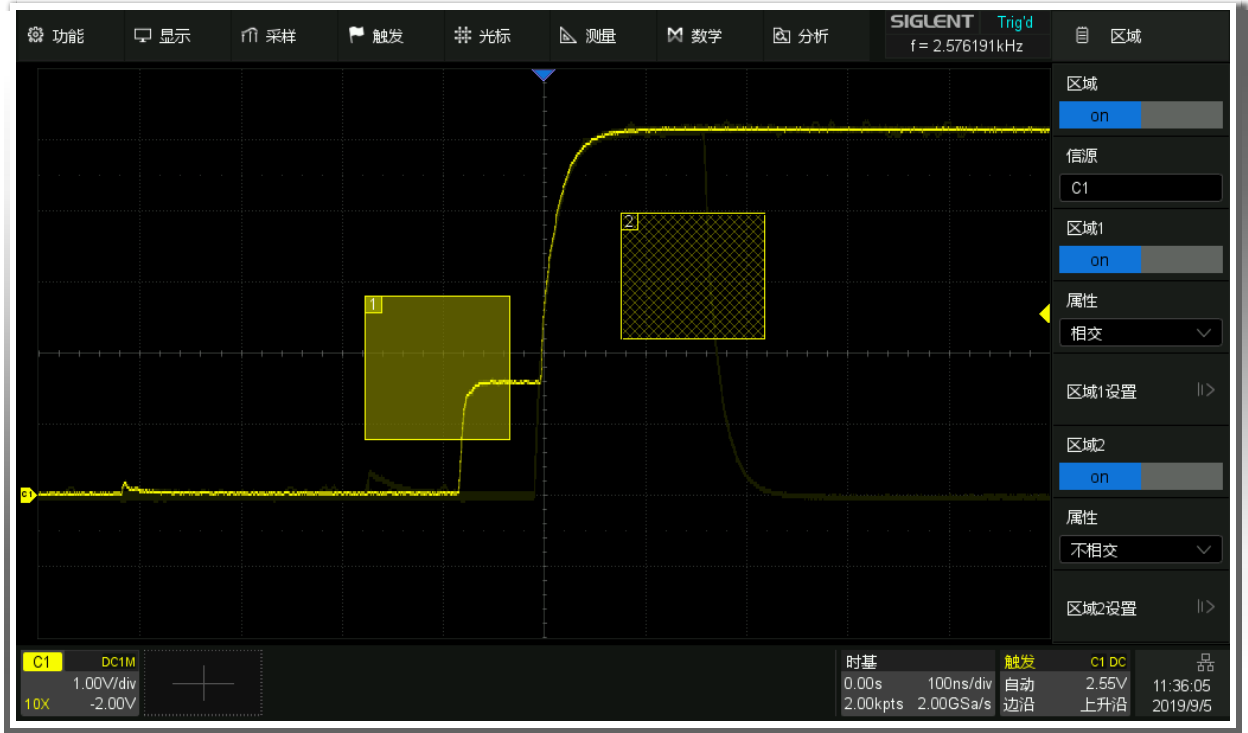 功能 显示 采样 触发 光标 测量 数学 分析
SIGLENT Trig'd
f = 2.576191kHz
区域
区域
on
信源
C1
区域1
on
属性
相交
区域1设置
区域2
on
属性
不相交
区域2设置
1
2
C1
C1 DC1M
1.00V/div
10X -2.00V
时基
0.00s 100ns/div
2.00kpts 2.00GSa/s
触发 C1 DC
自动 2.55V
边沿 上升沿
11:36:05
2019/9/5